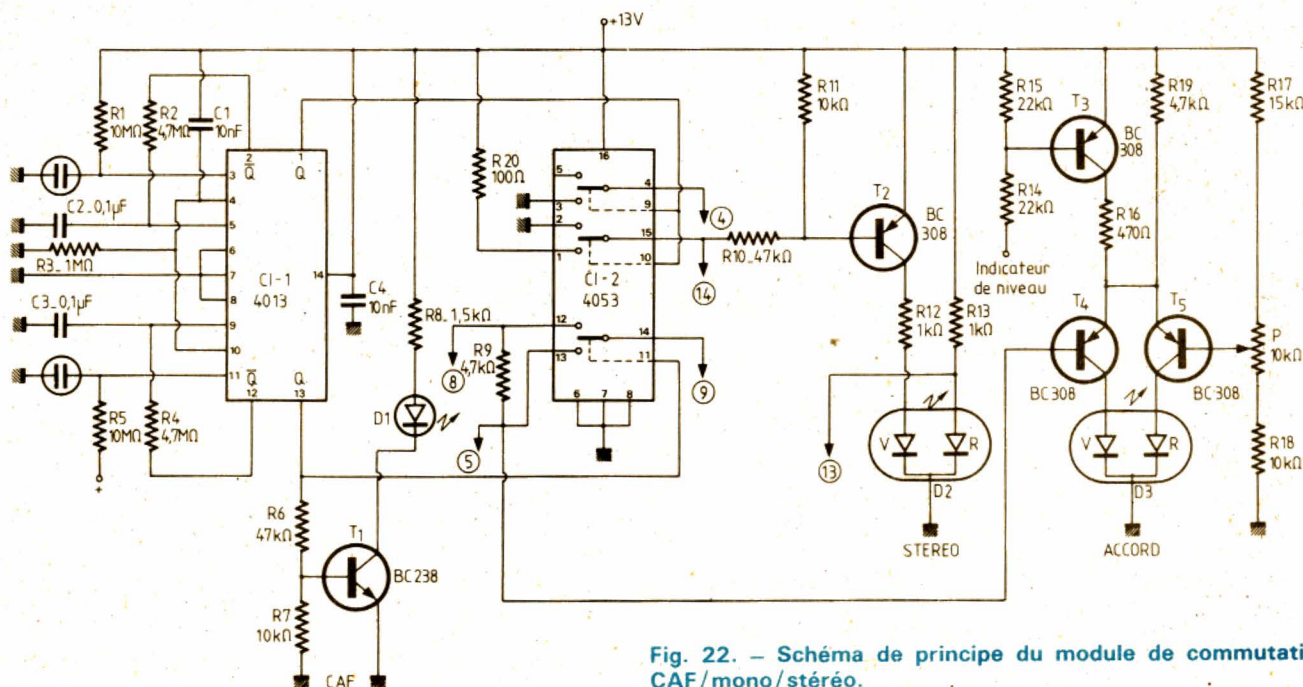 +13V
R1
10MΩ
R2
4,7MΩ
C1
10nF
2
Q̄
1
Q
3
4
5
6
7
8
9
10
11
Q̄
12
Q
13
14
CI-1
4013
C2_0,1µF
R3_1MΩ
C3_0,1µF
R5
10MΩ
+
R4
4,7MΩ
C4
10nF
R6
47kΩ
R7
10kΩ
T1
BC238
CAF
R8_1,5kΩ
D1
R20
100Ω
R9
4,7kΩ
8
5
16
5
3
2
1
12
13
4
9
15
10
14
11
6
7
8
CI-2
4053
4
14
9
R10_47kΩ
R11
10kΩ
T2
BC
308
R12
1kΩ
R13
1kΩ
13
V
R
D2
STEREO
R15
22kΩ
R14
22kΩ
Indicateur
de niveau
T3
BC
308
R16
470Ω
R19
4,7kΩ
R17
15kΩ
T4
BC308
T5
BC308
P
10kΩ
R18
10kΩ
V
R
D3
ACCORD
Fig. 22. — Schéma de principe du module de commutati
CAF/mono/stéréo.